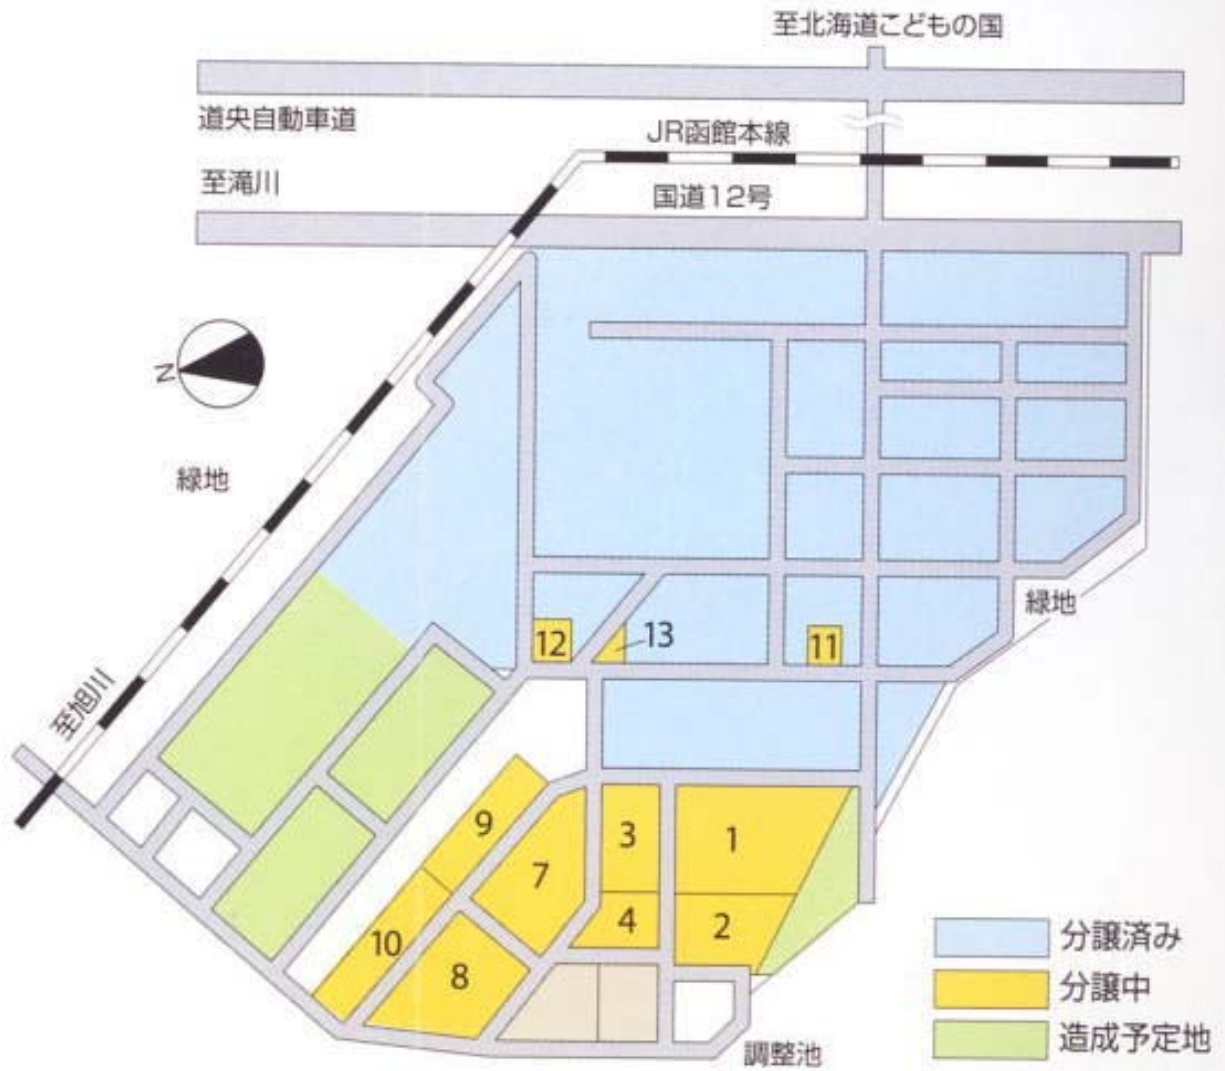 至北海道こどもの国
道央自動車道
JR函館本線
至滝川
国道12号
N
緑地
緑地
12
13
11
至旭川
9
3
1
7
4
2
10
8
分譲済み
分譲中
造成予定地
調整池